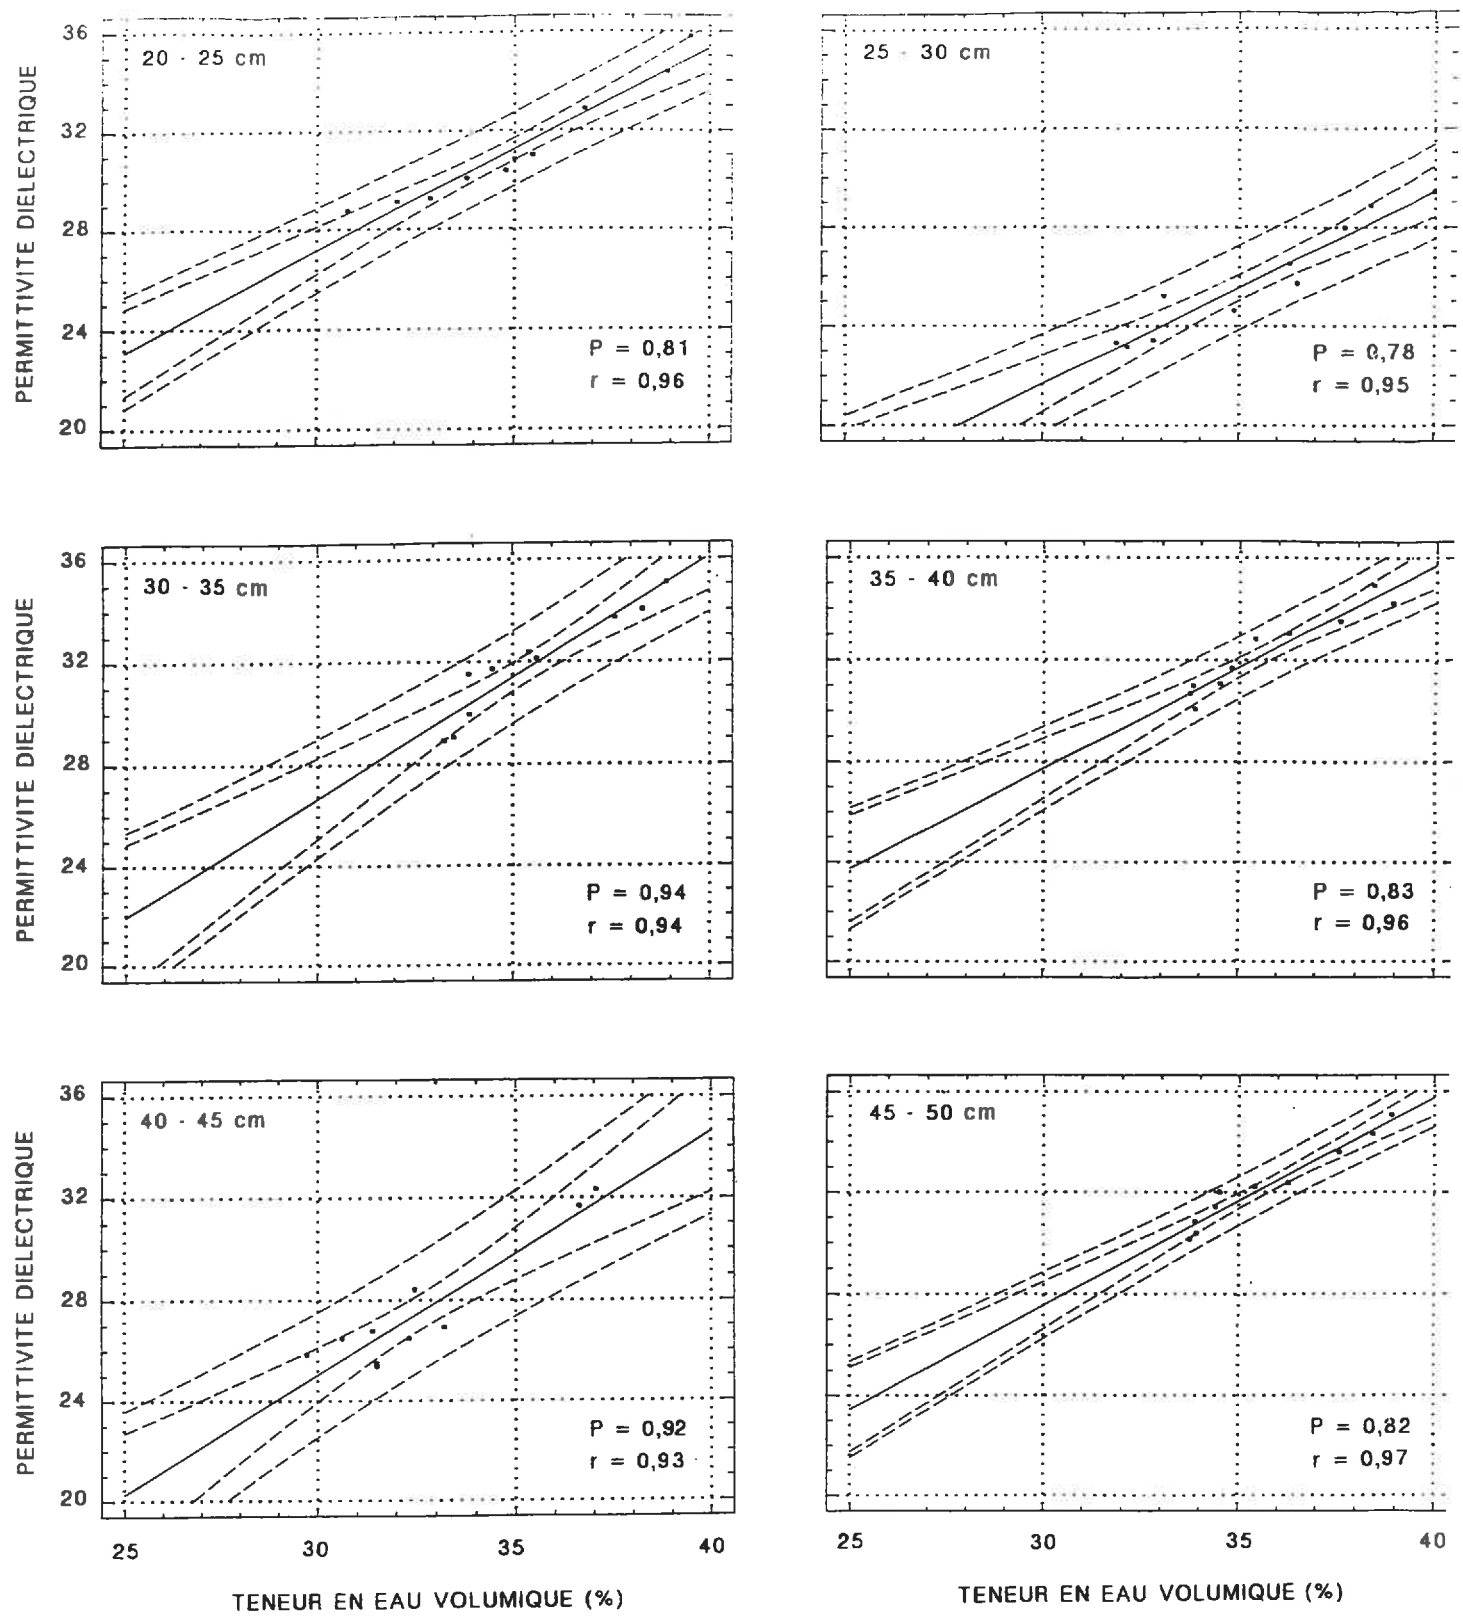 36
32
28
24
20
PERMITTIVITE DIELECTRIQUE
20 - 25 cm
P = 0,81
r = 0,96
25 - 30 cm
P = 0,78
r = 0,95
36
32
28
24
20
PERMITTIVITE DIELECTRIQUE
30 - 35 cm
P = 0,94
r = 0,94
35 - 40 cm
P = 0,83
r = 0,96
36
32
28
24
20
PERMITTIVITE DIELECTRIQUE
40 - 45 cm
P = 0,92
r = 0,93
25 30 35 40
TENEUR EN EAU VOLUMIQUE (%)
45 - 50 cm
P = 0,82
r = 0,97
25 30 35 40
TENEUR EN EAU VOLUMIQUE (%)